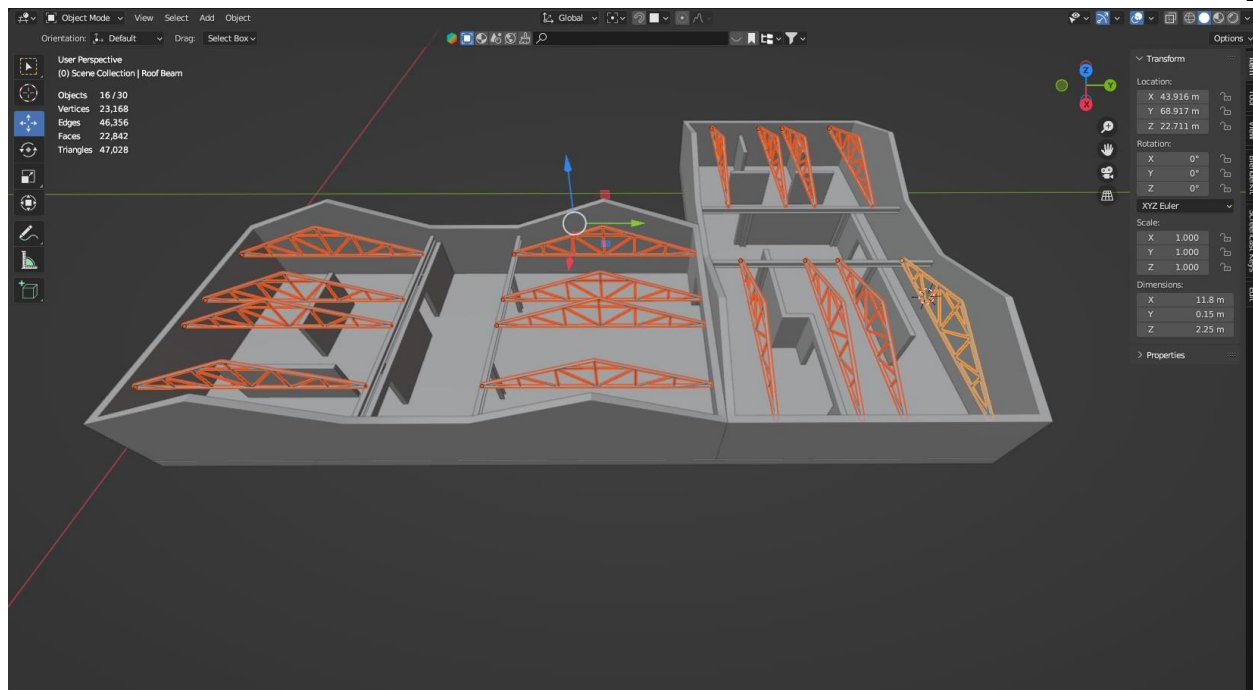 Object Mode View Select Add Object Global
Orientation: Default Drag: Select Box Options
User Perspective
(0) Scene Collection | Roof Beam
Objects 16/30
Vertices 23,168
Edges 46,356
Faces 22,842
Triangles 47,028
Z
Y
X
Transform
Location:
X 43.916 m
Y 68.917 m
Z 22.711 m
Rotation:
X 0°
Y 0°
Z 0°
XYZ Euler
Scale:
X 1.000
Y 1.000
Z 1.000
Dimensions:
X 11.8 m
Y 0.15 m
Z 2.25 m
Properties
Item
Tool
View
Edit